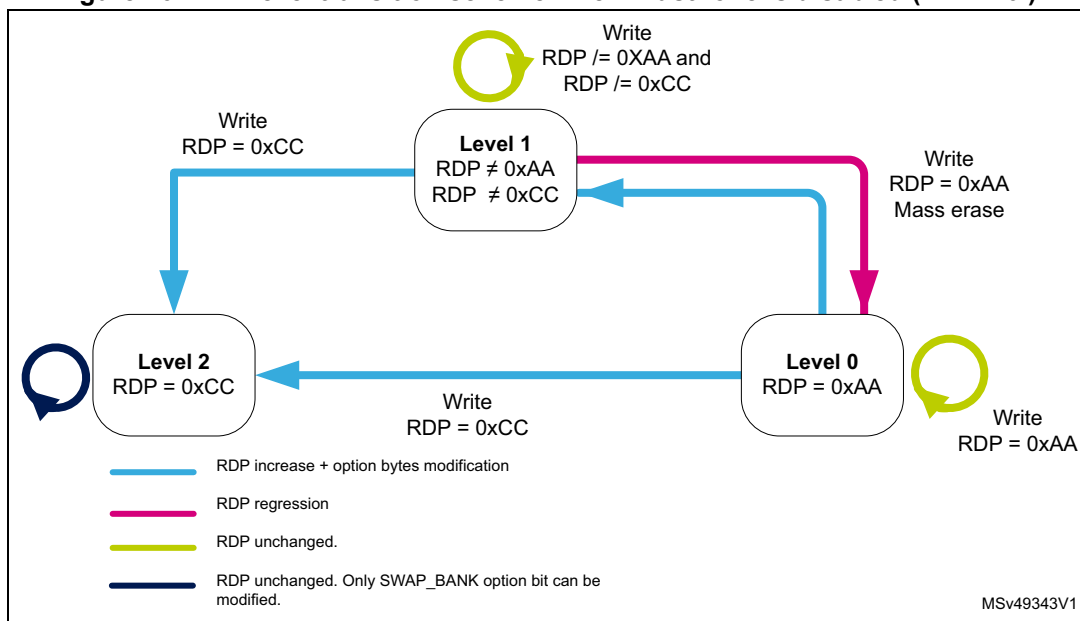 Write
RDP /= 0XAA and
RDP /= 0xCC
Write
RDP = 0xCC
Level 1
RDP ≠ 0xAA
RDP ≠ 0xCC
Write
RDP = 0xAA
Mass erase
Level 2
RDP = 0xCC
Level 0
RDP = 0xAA
Write
RDP = 0xCC
Write
RDP = 0xAA
RDP increase + option bytes modification
RDP regression
RDP unchanged.
RDP unchanged. Only SWAP_BANK option bit can be
modified.
MSv49343V1